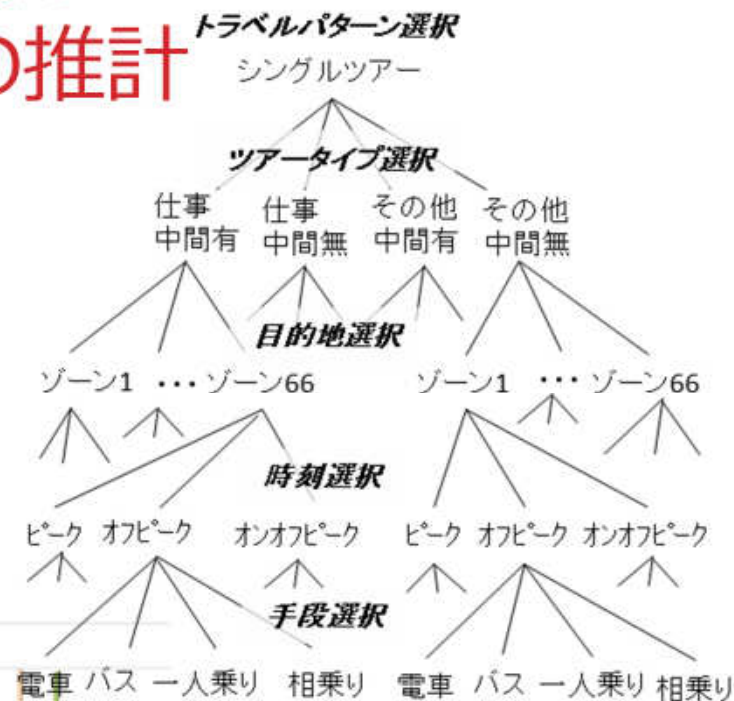 の推計
トラベルパターン選択
シングルツアー
ツアータイプ選択
仕事 仕事 その他 その他
中間有 中間無 中間有 中間無
目的地選択
ゾーン1 ・・・ ゾーン66 ゾーン1 ・・・ ゾーン66
時刻選択
ピーク オフピーク オンオフピーク ピーク オフピーク オンオフピーク
手段選択
電車 バス 一人乗り 相乗り 電車 バス 一人乗り 相乗り